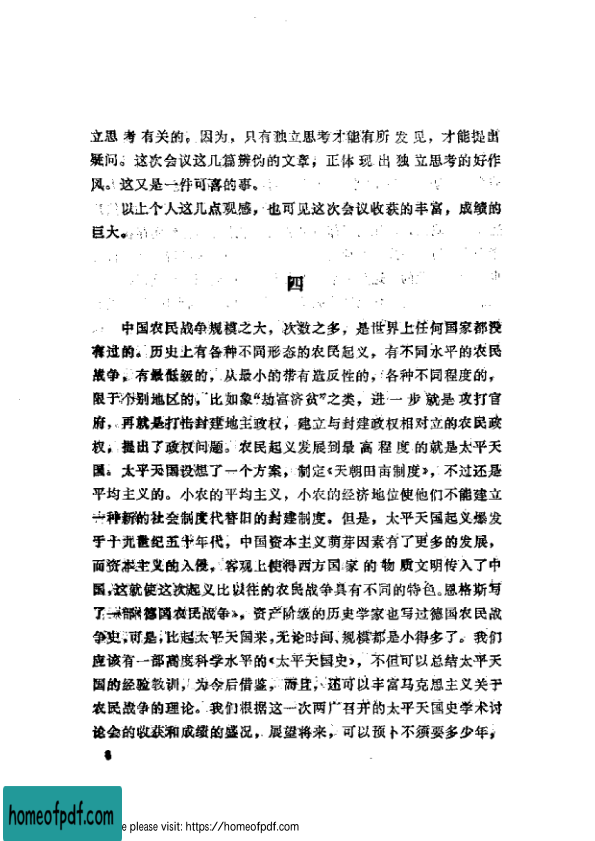 立思考有关的。因为，只有独立思考才能有所发见，才能提出
疑问。这次会议这几篇辨伪的文章，正体现出独立思考的好作
风。这又是一件可喜的事。
以上个人这几点观感，也可见这次会议收获的丰富，成绩的
巨大。
四
中国农民战争规模之大，次数之多，是世界上任何国家都没
有过的。历史上有各种不同形态的农民起义，有不同水平的农民
战争，有最低级的，从最小的带有造反性的，各种不同程度的，
限于个别地区的，比如象“劫富济贫”之类，进一步就是攻打官
府，再就是打击封建地主政权，建立与封建政权相对立的农民政
权，提出了政权问题。农民起义发展到最高程度的就是太平天
国。太平天国设想了一个方案，制定《天朝田亩制度》，不过还是
平均主义的。小农的平均主义，小农的经济地位使他们不能建立
一种新的社会制度代替旧的封建制度。但是，太平天国起义爆发
于十九世纪五十年代，中国资本主义萌芽因素有了更多的发展，
而资本主义的入侵，客观上使得西方国家的物质文明传入了中
国，这就使这次起义比以往的农民战争具有不同的特色。恩格斯写
了一部《德国农民战争》，资产阶级的历史学家也写过德国农民战
争史，可是，比起太平天国来，无论时间、规模都是小得多了。我们
应该有一部高度科学水平的《太平天国史》，不但可以总结太平天
国的经验教训，为今后借鉴，而且，还可以丰富马克思主义关于
农民战争的理论。我们根据这一次两广召开的太平天国史学术讨
论会的收获和成绩的盛况，展望将来，可以预卜不须要多少年，
homeofpdf.com
e please visit: https://homeofpdf.com